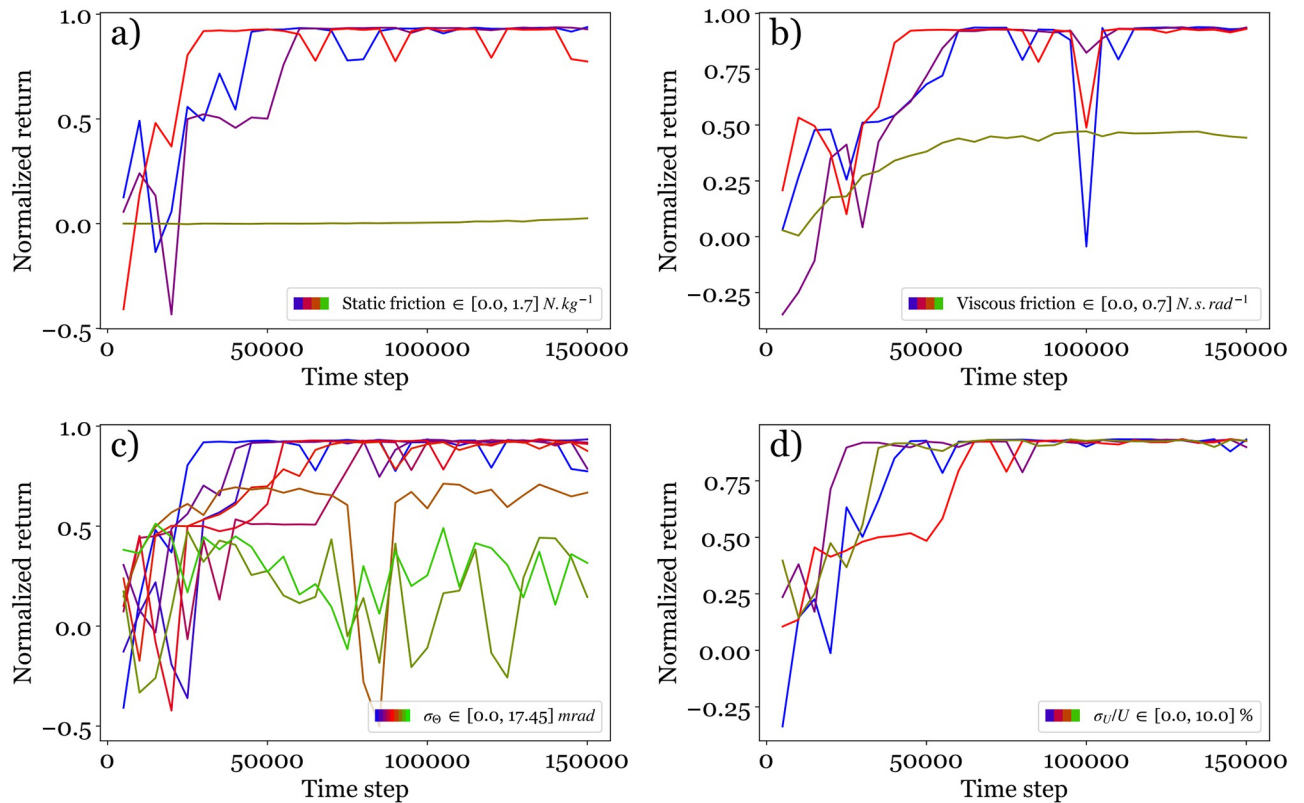 a)
Normalized return
1.0
0.5
0.0
−0.5
0
50000
100000
150000
Time step
Static friction ∈ [0.0, 1.7] N.kg⁻¹
b)
Normalized return
1.00
0.75
0.50
0.25
0.00
−0.25
0
50000
100000
150000
Time step
Viscous friction ∈ [0.0, 0.7] N.s.rad⁻¹
c)
Normalized return
1.0
0.5
0.0
−0.5
0
50000
100000
150000
Time step
σ_Θ ∈ [0.0, 17.45] mrad
d)
Normalized return
0.75
0.50
0.25
0.00
−0.25
0
50000
100000
150000
Time step
σ_U/U ∈ [0.0, 10.0] %